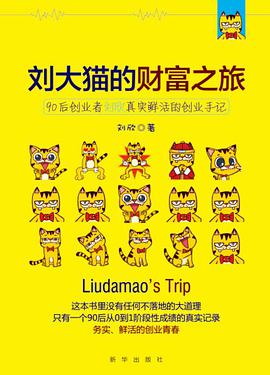 刘大猫的财富之旅
90后创业者刘欣真实鲜活的创业手记
刘欣 著
Liudamao's Trip
这本书里没有任何不落地的大道理
只有一个90后从0到1阶段性成绩的真实记录
务实、鲜活的创业青春
新华出版社